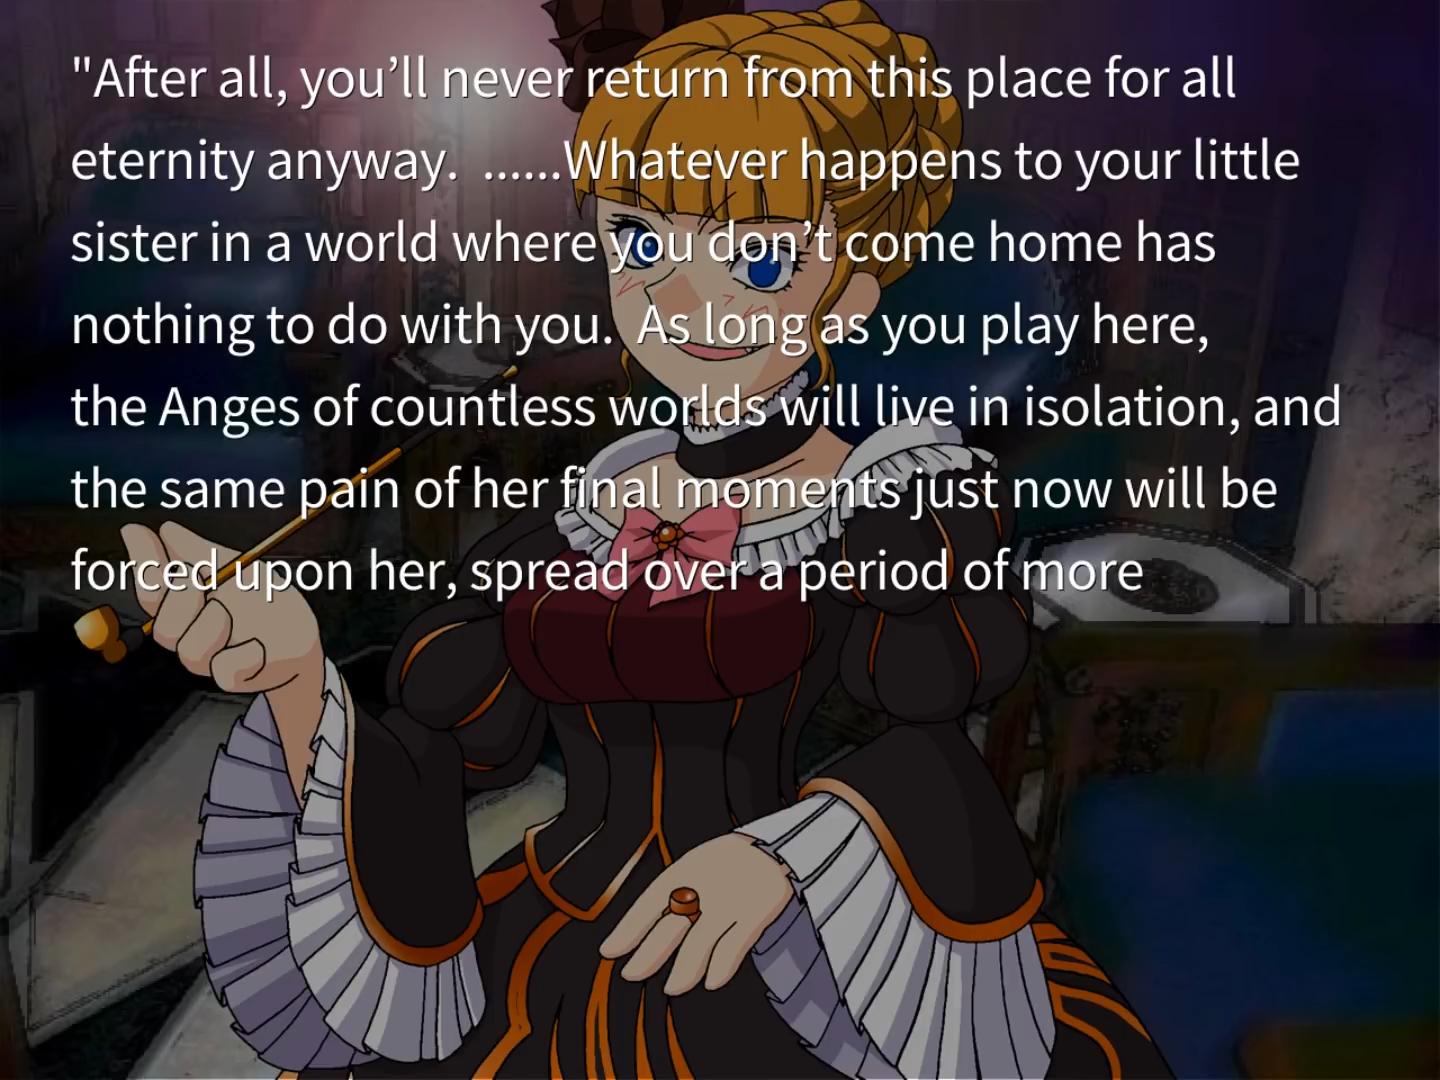 "After all, you’ll never return from this place for all
eternity anyway.  ......Whatever happens to your little
sister in a world where you don’t come home has
nothing to do with you.  As long as you play here,
the Anges of countless worlds will live in isolation, and
the same pain of her final moments just now will be
forced upon her, spread over a period of more